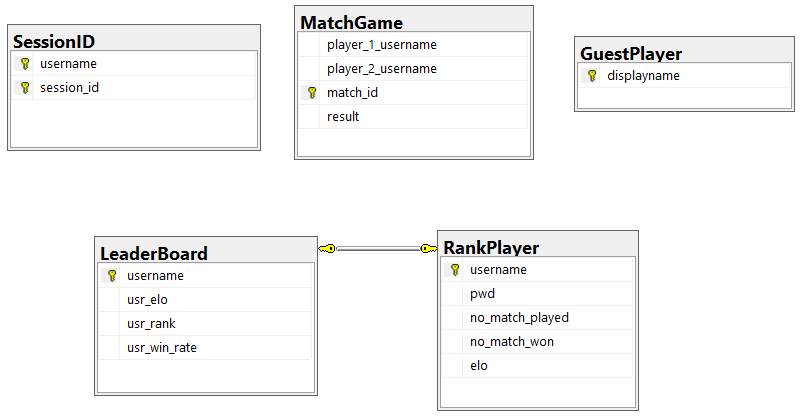 SessionID
username
session_id
MatchGame
player_1_username
player_2_username
match_id
result
GuestPlayer
displayname
LeaderBoard
username
usr_elo
usr_rank
usr_win_rate
RankPlayer
username
pwd
no_match_played
no_match_won
elo